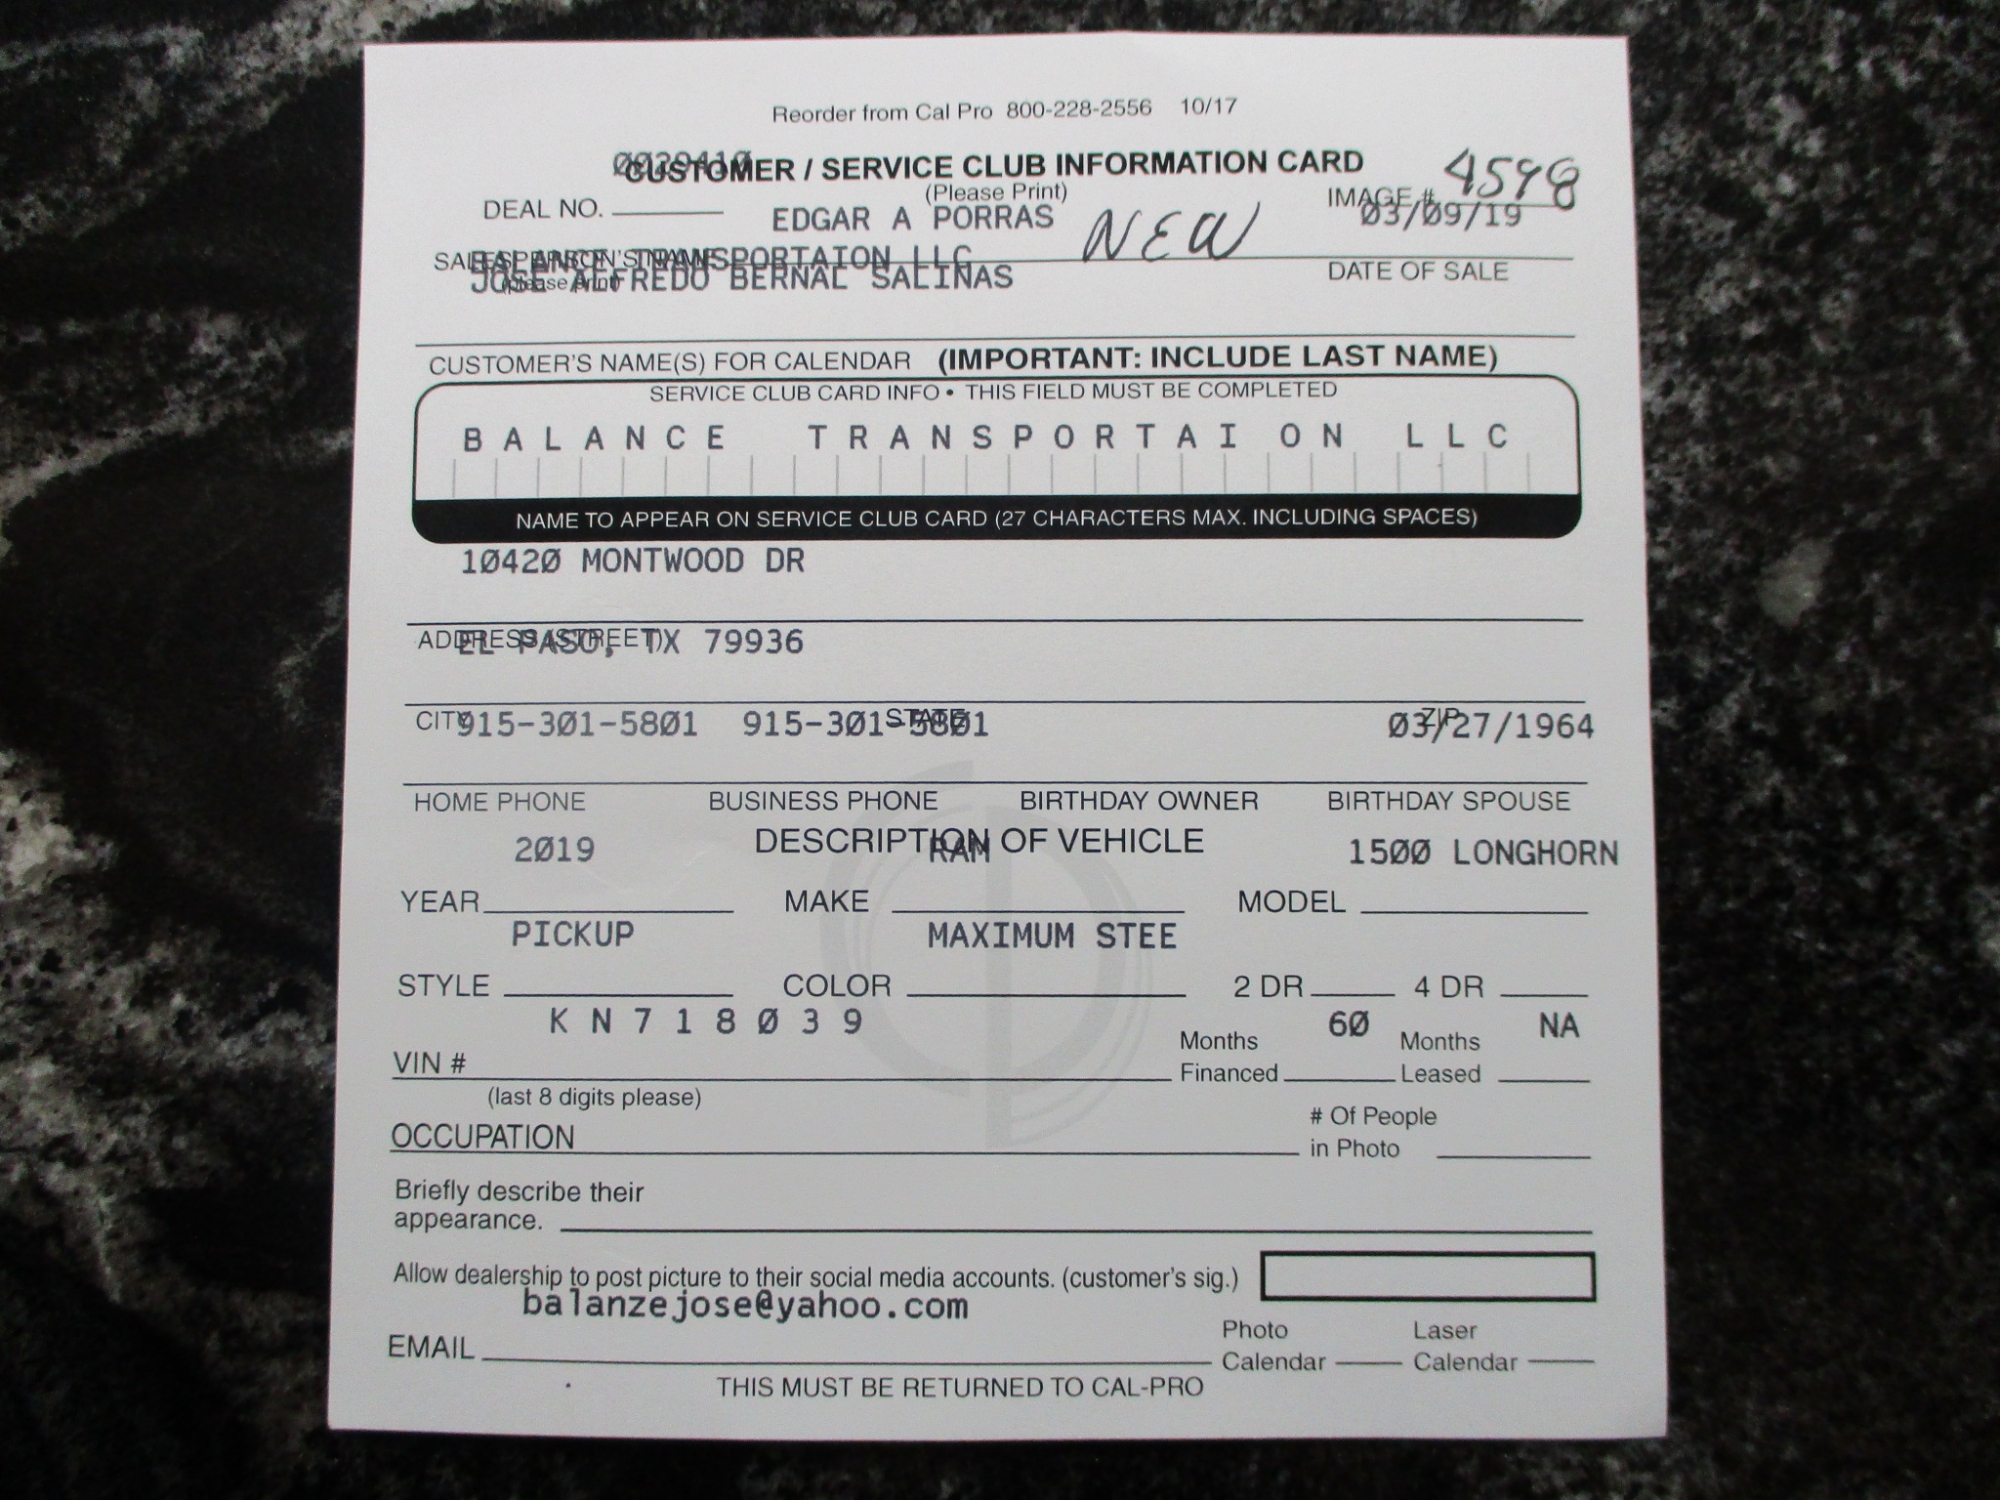 Reorder from Cal Pro 800-228-2556 10/17
0039410
CUSTOMER / SERVICE CLUB INFORMATION CARD
(Please Print)
DEAL NO. IMAGE # 4598
EDGAR A PORRAS NEW 03/09/19
SALESPERSON'S NAME
BALANCE TRANSPORTAION LLC
(please print) DATE OF SALE
JOSE ALFREDO BERNAL SALINAS
CUSTOMER'S NAME(S) FOR CALENDAR (IMPORTANT: INCLUDE LAST NAME)
SERVICE CLUB CARD INFO • THIS FIELD MUST BE COMPLETED
BALANCE TRANSPORTAION LLC
NAME TO APPEAR ON SERVICE CLUB CARD (27 CHARACTERS MAX. INCLUDING SPACES)
10420 MONTWOOD DR
ADDRESS (STREET)
EL PASO, TX 79936
CITY STATE ZIP
915-301-5801 915-301-5801 03/27/1964
HOME PHONE BUSINESS PHONE BIRTHDAY OWNER BIRTHDAY SPOUSE
DESCRIPTION OF VEHICLE
2019 RAM 1500 LONGHORN
YEAR MAKE MODEL
PICKUP MAXIMUM STEE
STYLE COLOR 2 DR 4 DR
KN718039 60 NA
VIN # Months Financed Months Leased
(last 8 digits please)
OCCUPATION # Of People in Photo
Briefly describe their
appearance.
Allow dealership to post picture to their social media accounts. (customer's sig.)
balanzejose@yahoo.com
EMAIL Photo Calendar Laser Calendar
THIS MUST BE RETURNED TO CAL-PRO